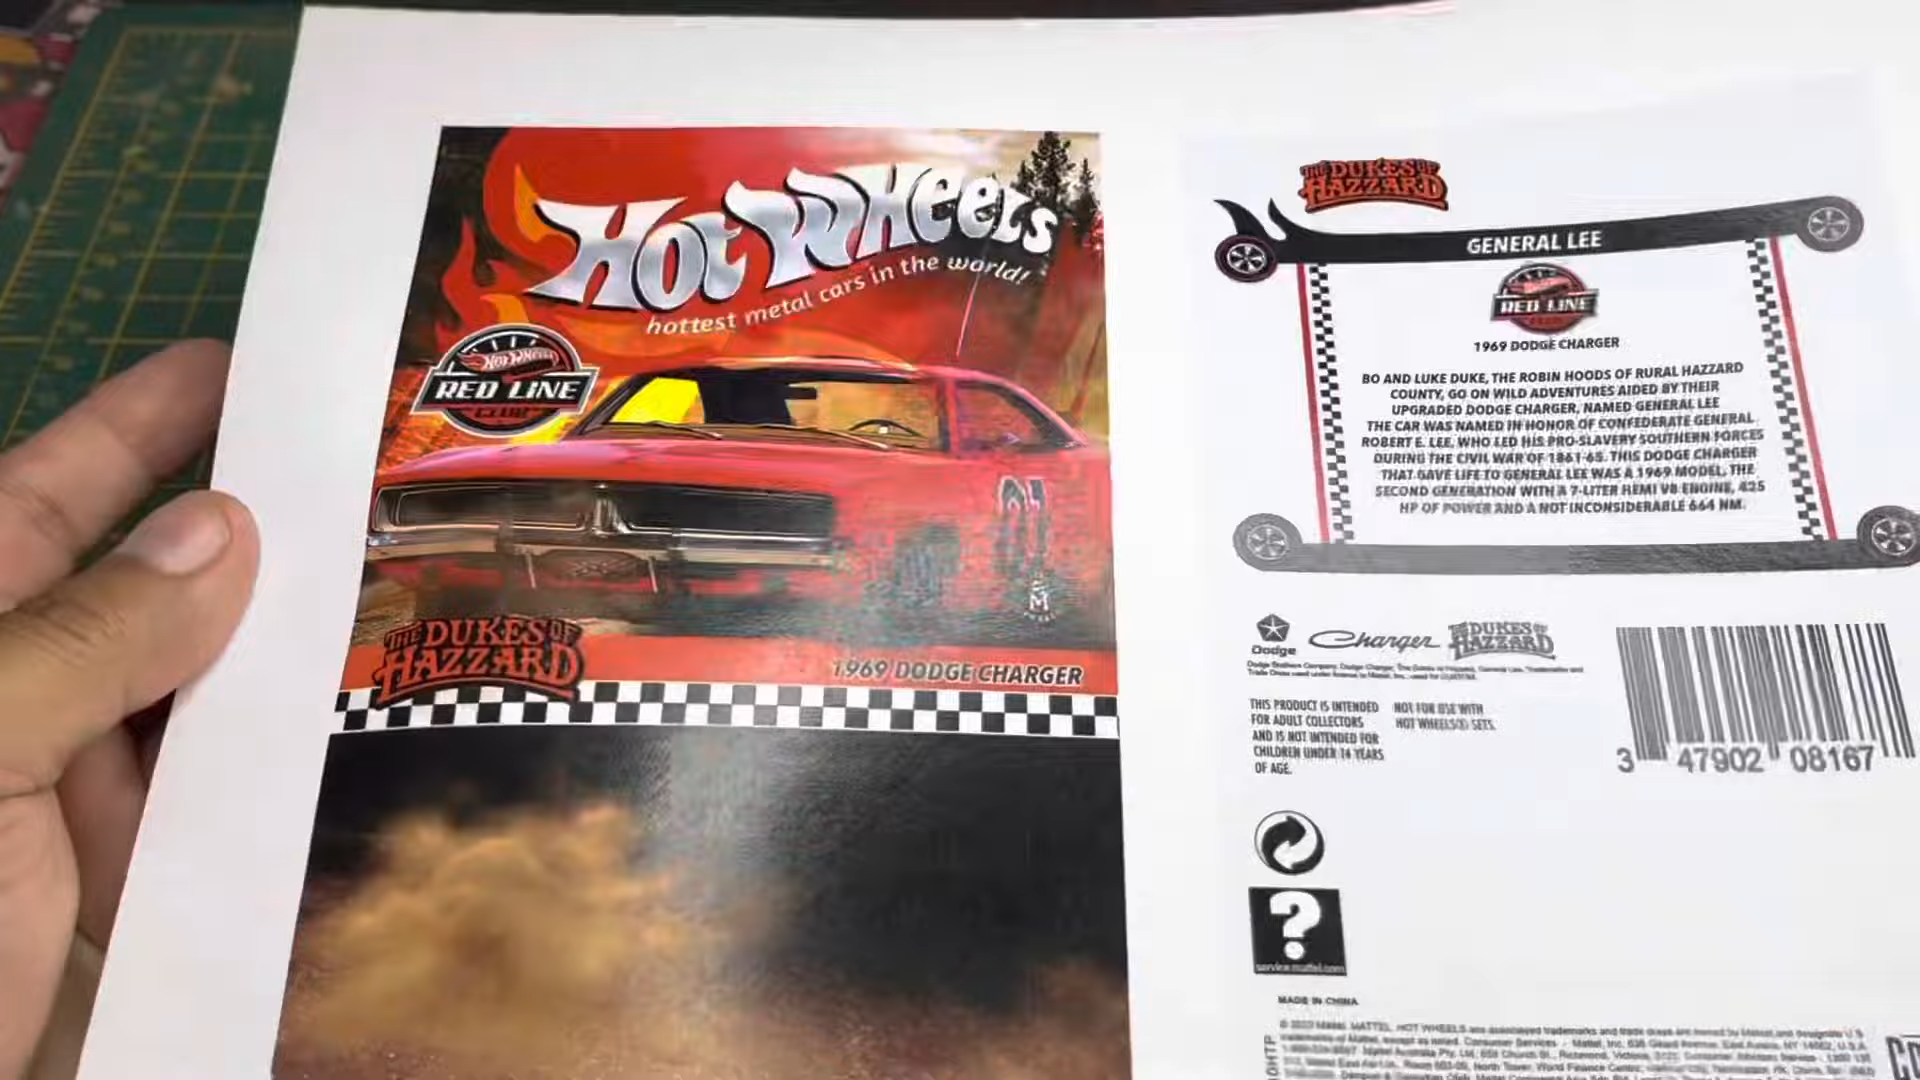 HOT WHEELS
hottest metal cars in the world!
HOT WHEELS
RED LINE
CLUB
01
THE DUKES OF
HAZZARD
1969 DODGE CHARGER
THE DUKES OF
HAZZARD
GENERAL LEE
RED LINE
CLUB
1969 DODGE CHARGER
BO AND LUKE DUKE, THE ROBIN HOODS OF RURAL HAZZARD
COUNTY, GO ON WILD ADVENTURES AIDED BY THEIR
UPGRADED DODGE CHARGER, NAMED GENERAL LEE
THE CAR WAS NAMED IN HONOR OF CONFEDERATE GENERAL
ROBERT E. LEE, WHO LED HIS PRO-SLAVERY SOUTHERN FORCES
DURING THE CIVIL WAR OF 1861-65. THIS DODGE CHARGER
THAT GAVE LIFE TO GENERAL LEE WAS A 1969 MODEL, THE
SECOND GENERATION WITH A 7-LITER HEMI V8 ENGINE, 425
HP OF POWER AND A NOT INCONSIDERABLE 664 NM.
Dodge
Charger
THE DUKES OF
HAZZARD
THIS PRODUCT IS INTENDED
FOR ADULT COLLECTORS
AND IS NOT INTENDED FOR
CHILDREN UNDER 14 YEARS
OF AGE.
NOT FOR USE WITH
HOT WHEELS(X) SETS.
3 47902 08167
?
service.mattel.com
MADE IN CHINA